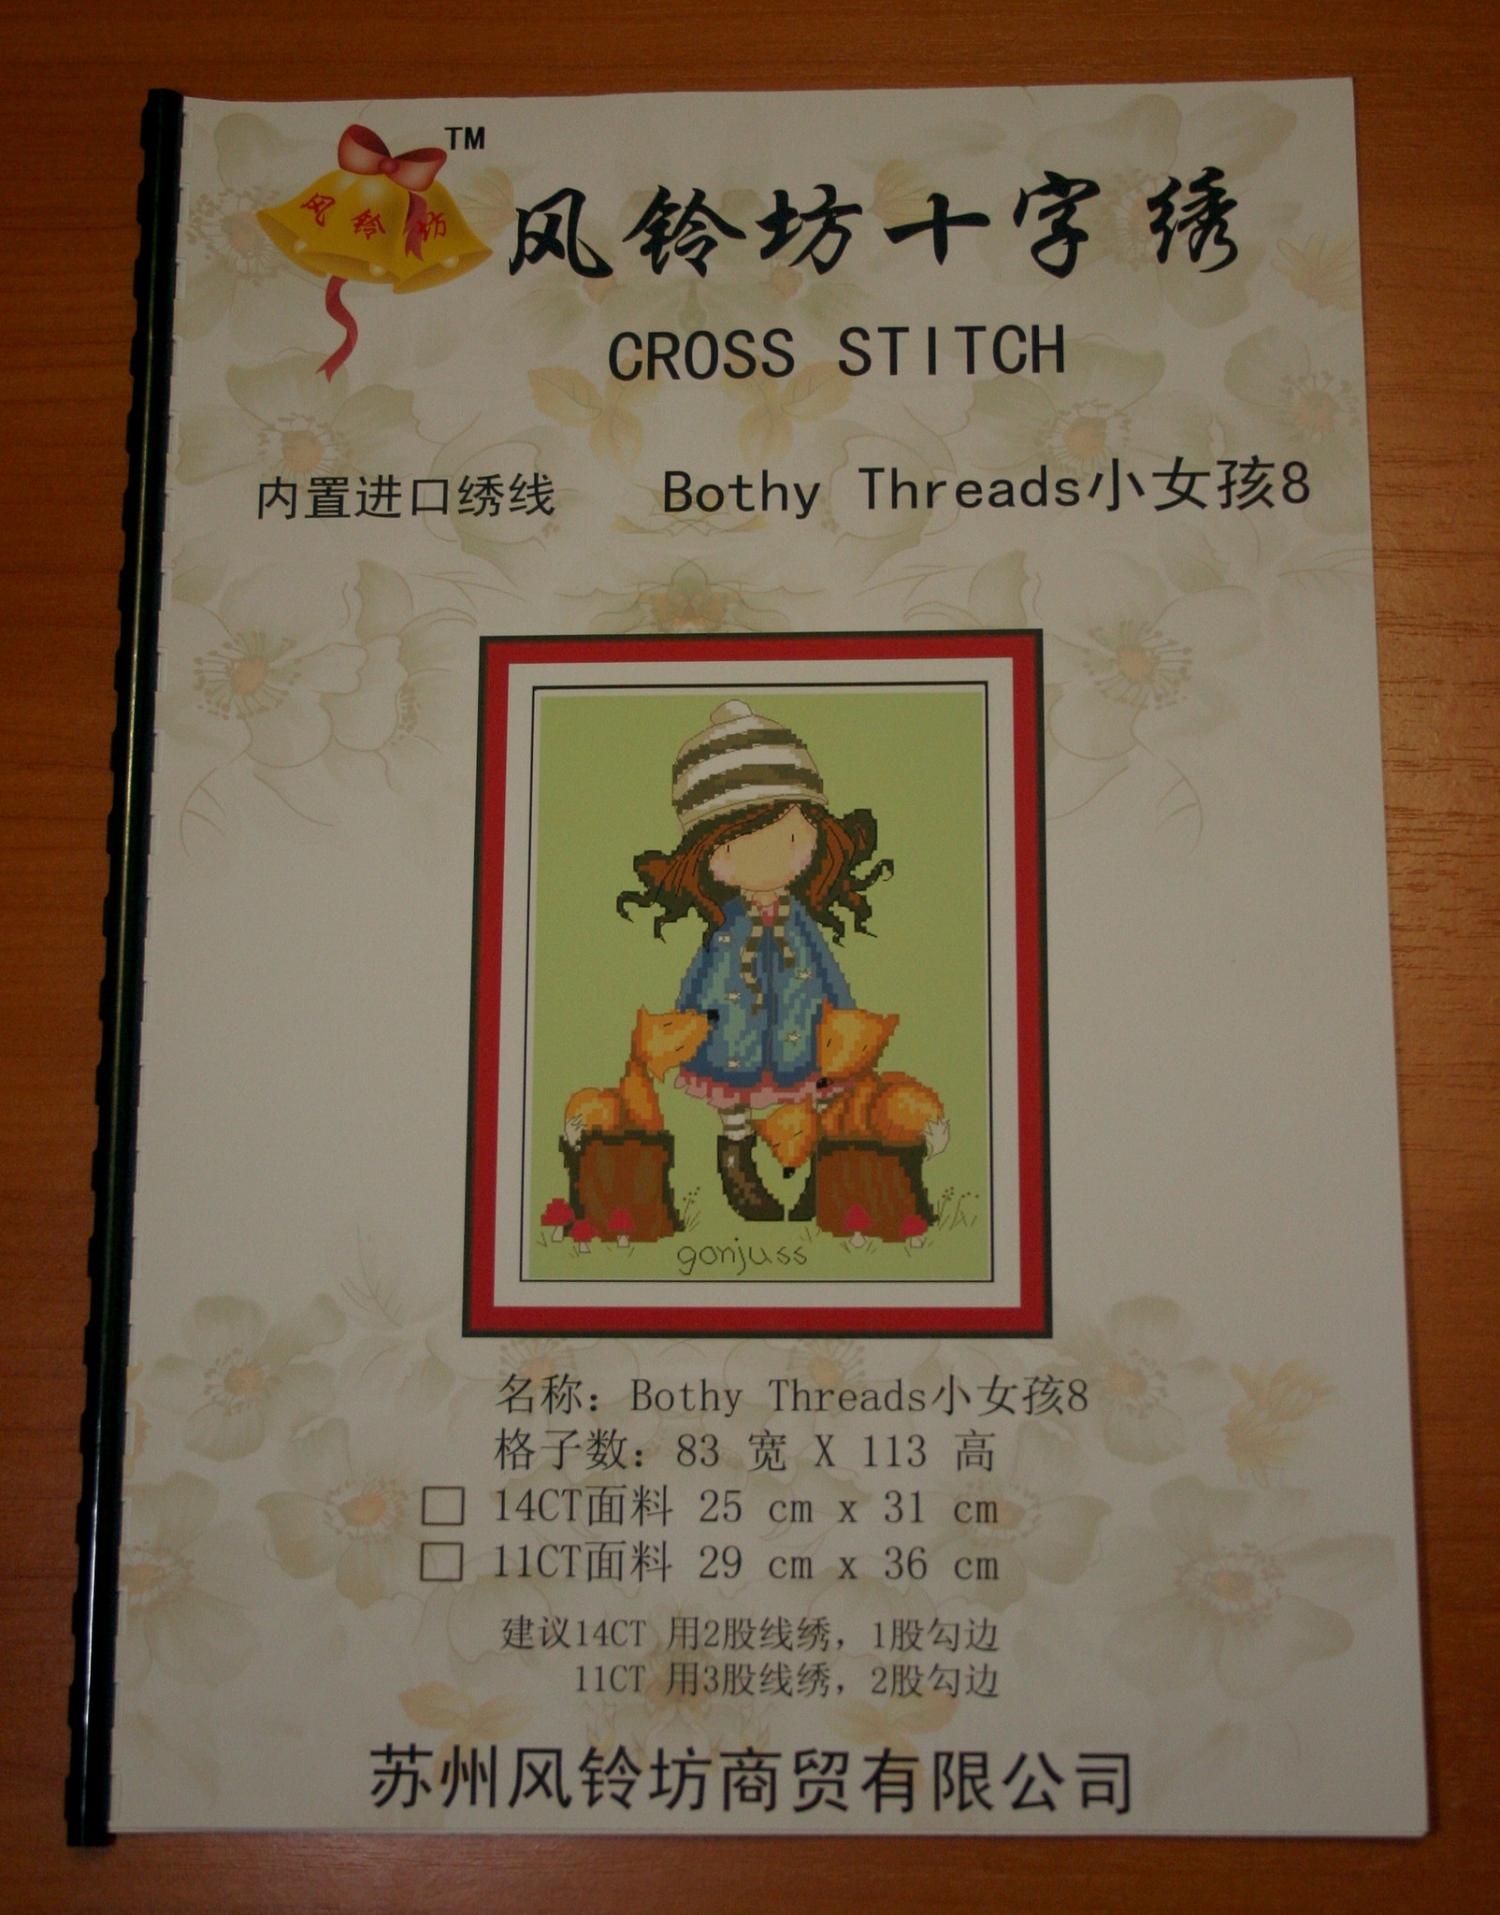 TM
风铃坊
风铃坊十字绣
CROSS STITCH
内置进口绣线 Bothy Threads小女孩8
gorjuss
名称：Bothy Threads小女孩8
格子数：83 宽 X 113 高
14CT面料 25 cm x 31 cm
11CT面料 29 cm x 36 cm
建议14CT 用2股线绣，1股勾边
11CT 用3股线绣，2股勾边
苏州风铃坊商贸有限公司